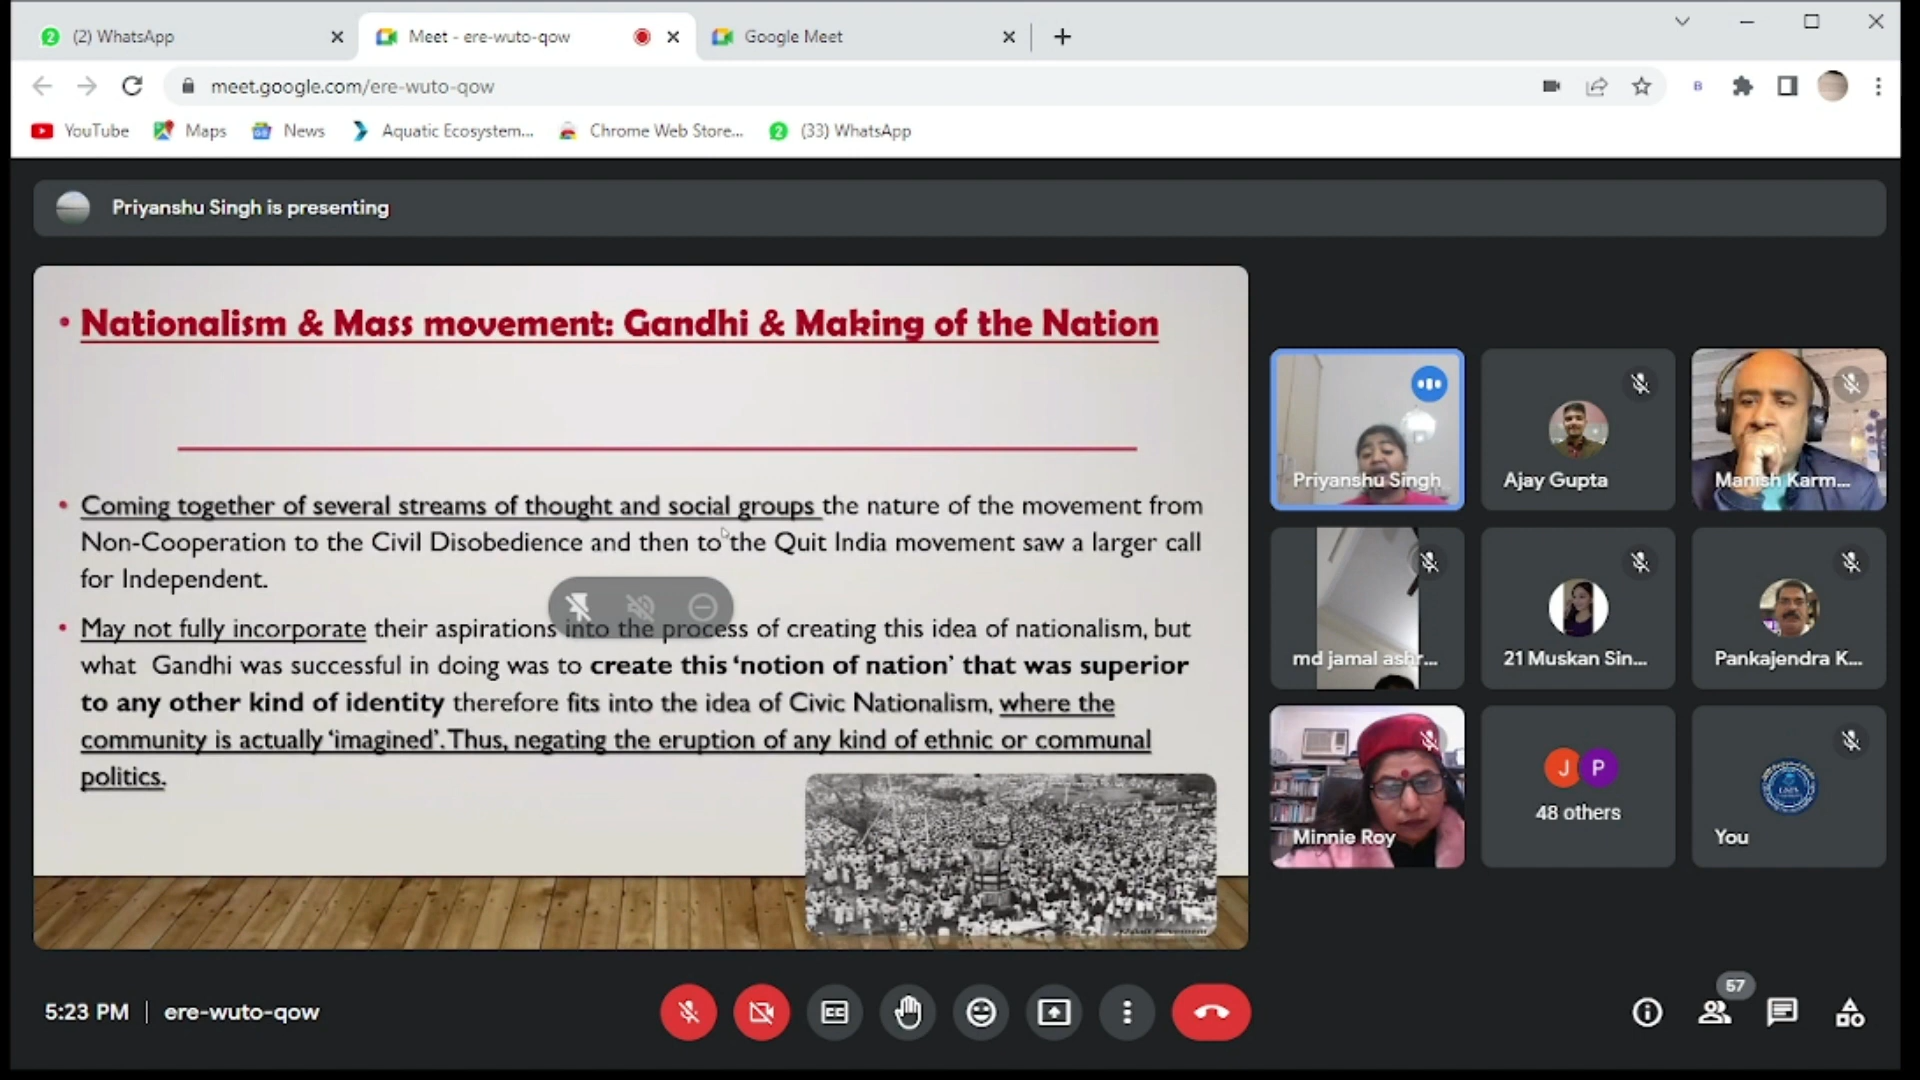 (2) WhatsApp
Meet - ere-wuto-qow
Google Meet
meet.google.com/ere-wuto-qow
B
YouTube
Maps
News
Aquatic Ecosystem...
Chrome Web Store...
(33) WhatsApp
Priyanshu Singh is presenting
• Nationalism & Mass movement: Gandhi & Making of the Nation
• Coming together of several streams of thought and social groups the nature of the movement from
Non-Cooperation to the Civil Disobedience and then to the Quit India movement saw a larger call
for Independent.
• May not fully incorporate their aspirations into the process of creating this idea of nationalism, but
what Gandhi was successful in doing was to create this ‘notion of nation’ that was superior
to any other kind of identity therefore fits into the idea of Civic Nationalism, where the
community is actually ‘imagined’. Thus, negating the eruption of any kind of ethnic or communal
politics.
Priyanshu Singh
Ajay Gupta
Manish Karm...
md jamal ashr...
21 Muskan Sin...
Pankajendra K...
Minnie Roy
J P
48 others
You
5:23 PM | ere-wuto-qow
CC
57